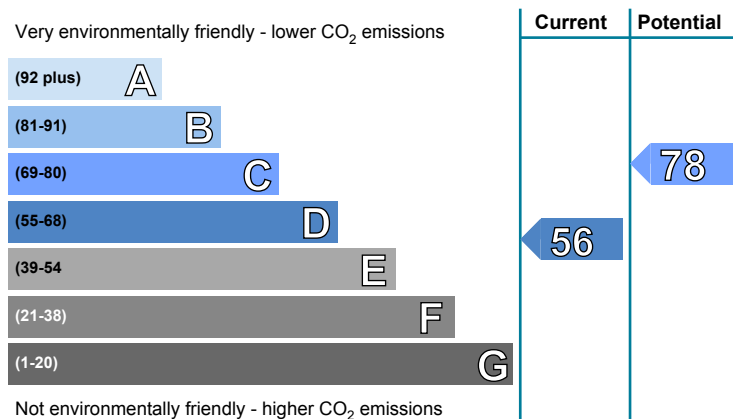 Very environmentally friendly - lower CO2 emissions
Current
Potential
(92 plus) A
(81-91) B
(69-80) C
78
(55-68) D
56
(39-54 E
(21-38) F
(1-20) G
Not environmentally friendly - higher CO2 emissions